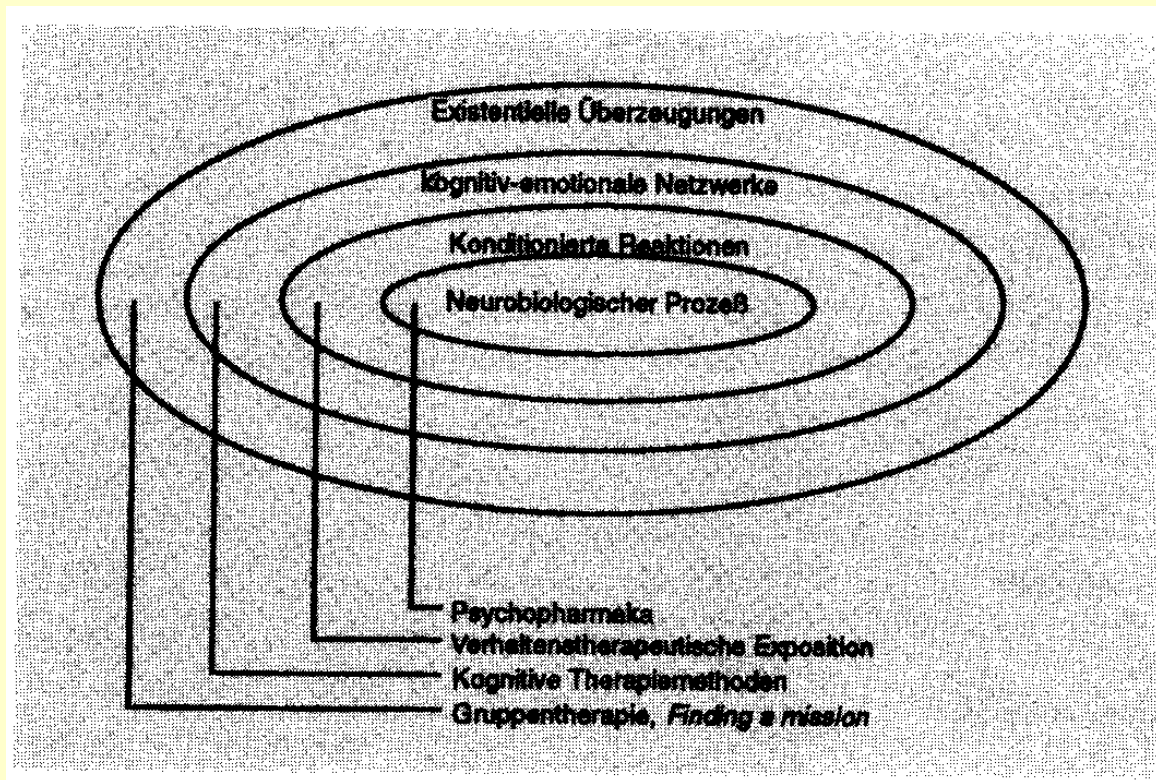 Existentielle Überzeugungen
kognitiv-emotionale Netzwerke
Konditionierte Reaktionen
Neurobiologischer Prozeß
Psychopharmaka
Verhaltenstherapeutische Exposition
Kognitive Therapiemethoden
Gruppentherapie, Finding a mission